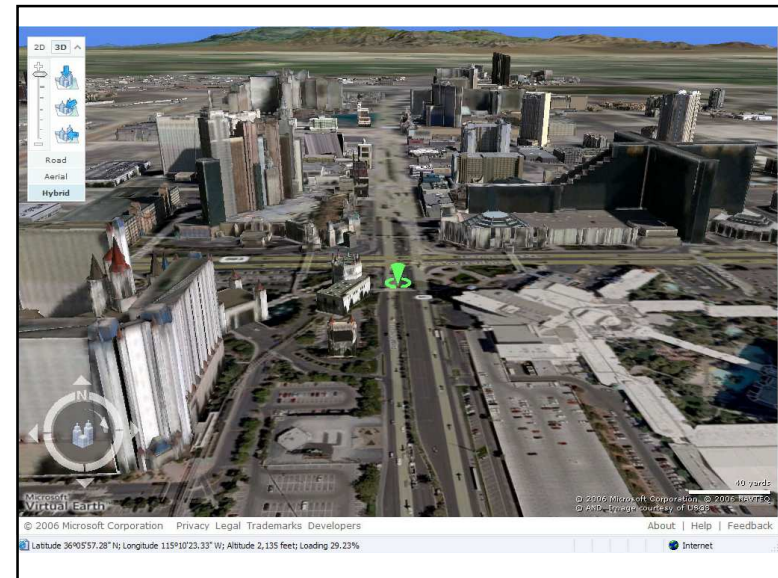 2D 3D
Road
Aerial
Hybrid
N
40 yards
Microsoft
Virtual Earth
© 2006 Microsoft Corporation © 2006 NAVTEQ
© AND Image courtesy of USGS
© 2006 Microsoft Corporation Privacy Legal Trademarks Developers
About | Help | Feedback
Latitude 36°05'57.28" N; Longitude 115°10'23.33" W; Altitude 2,135 feet; Loading 29.23%
Internet